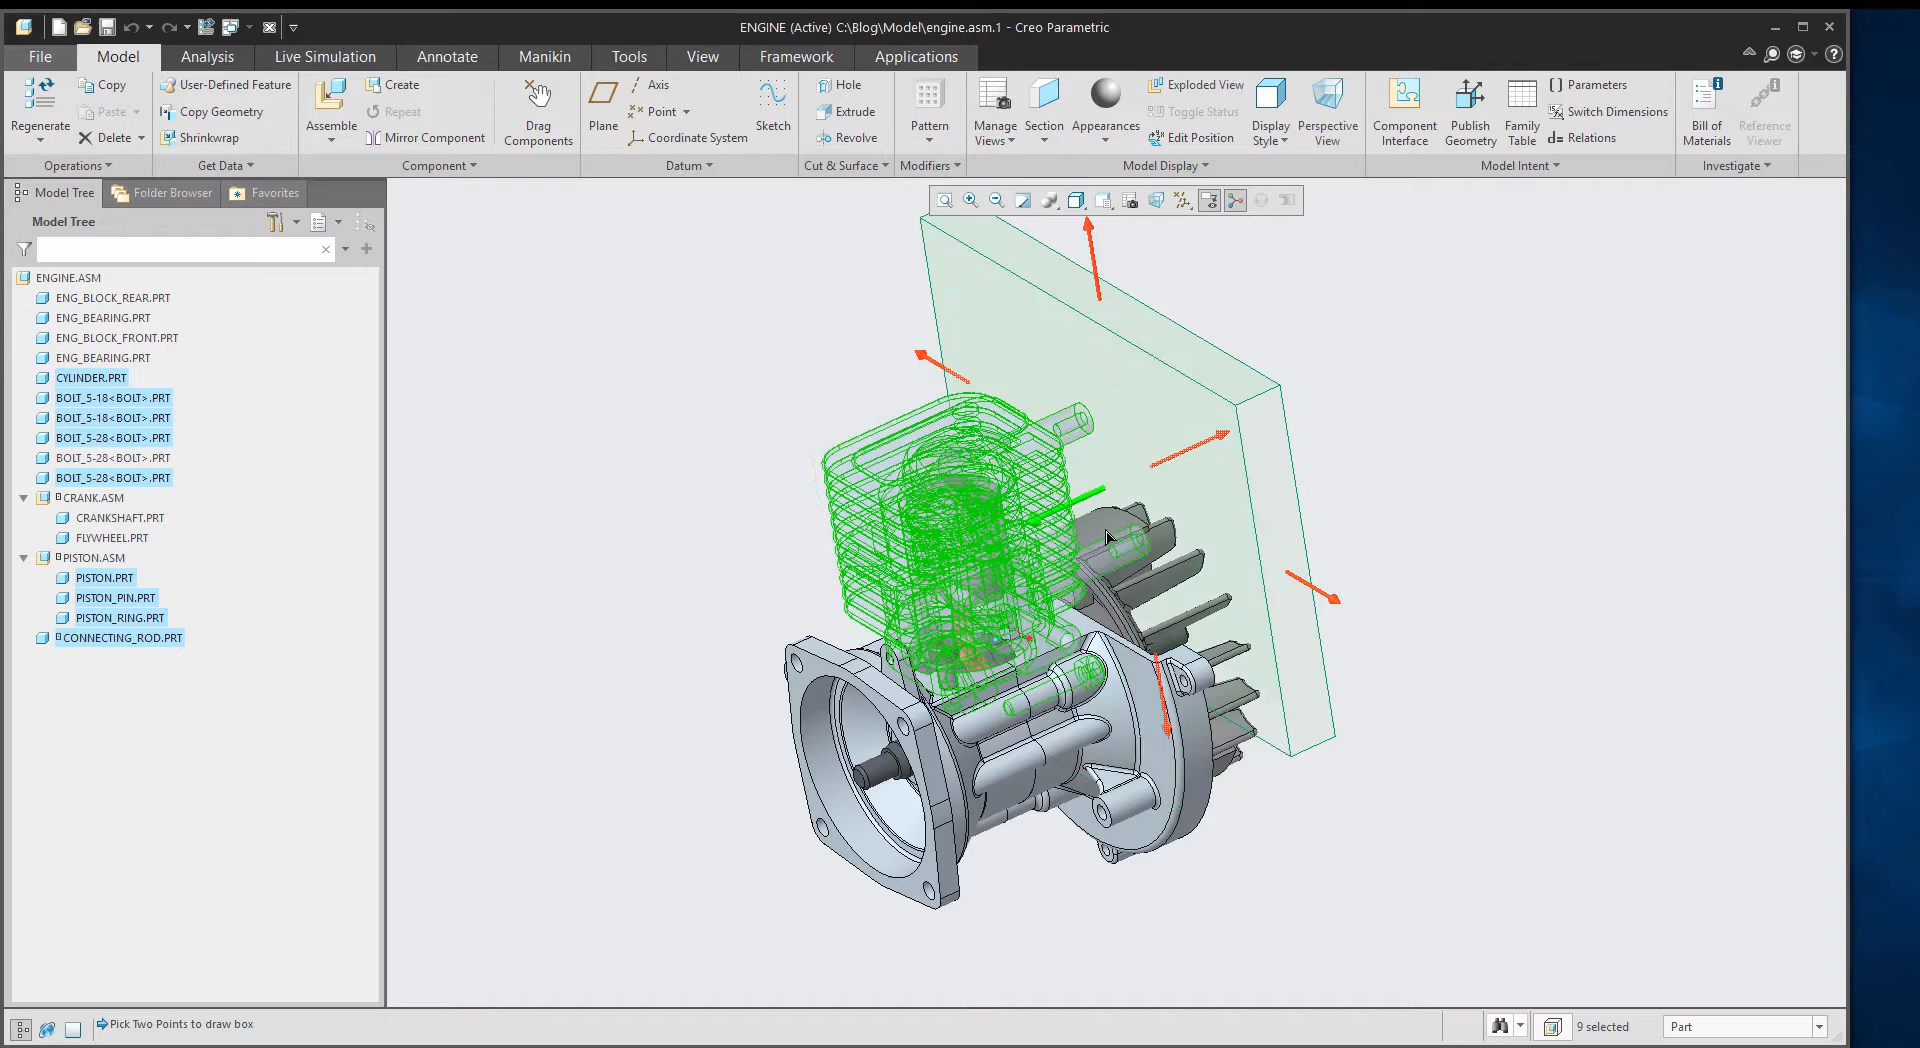 ENGINE (Active) C:\Blog\Model\engine.asm.1 - Creo Parametric
File Model Analysis Live Simulation Annotate Manikin Tools View Framework Applications
Regenerate
Copy
Paste
Delete
Operations
User-Defined Feature
Copy Geometry
Shrinkwrap
Get Data
Assemble
Create
Repeat
Mirror Component
Component
Drag
Components
Plane
Axis
Point
Coordinate System
Sketch
Datum
Hole
Extrude
Revolve
Cut & Surface
Pattern
Modifiers
Manage
Views
Section
Appearances
Exploded View
Toggle Status
Edit Position
Display
Style
Perspective
View
Model Display
Component
Interface
Publish
Geometry
Family
Table
Parameters
Switch Dimensions
Relations
Model Intent
Bill of
Materials
Reference
Viewer
Investigate
Model Tree Folder Browser Favorites
Model Tree
ENGINE.ASM
ENG_BLOCK_REAR.PRT
ENG_BEARING.PRT
ENG_BLOCK_FRONT.PRT
ENG_BEARING.PRT
CYLINDER.PRT
BOLT_5-18<BOLT>.PRT
BOLT_5-18<BOLT>.PRT
BOLT_5-28<BOLT>.PRT
BOLT_5-28<BOLT>.PRT
BOLT_5-28<BOLT>.PRT
CRANK.ASM
CRANKSHAFT.PRT
FLYWHEEL.PRT
PISTON.ASM
PISTON.PRT
PISTON_PIN.PRT
PISTON_RING.PRT
CONNECTING_ROD.PRT
Pick Two Points to draw box
9 selected
Part